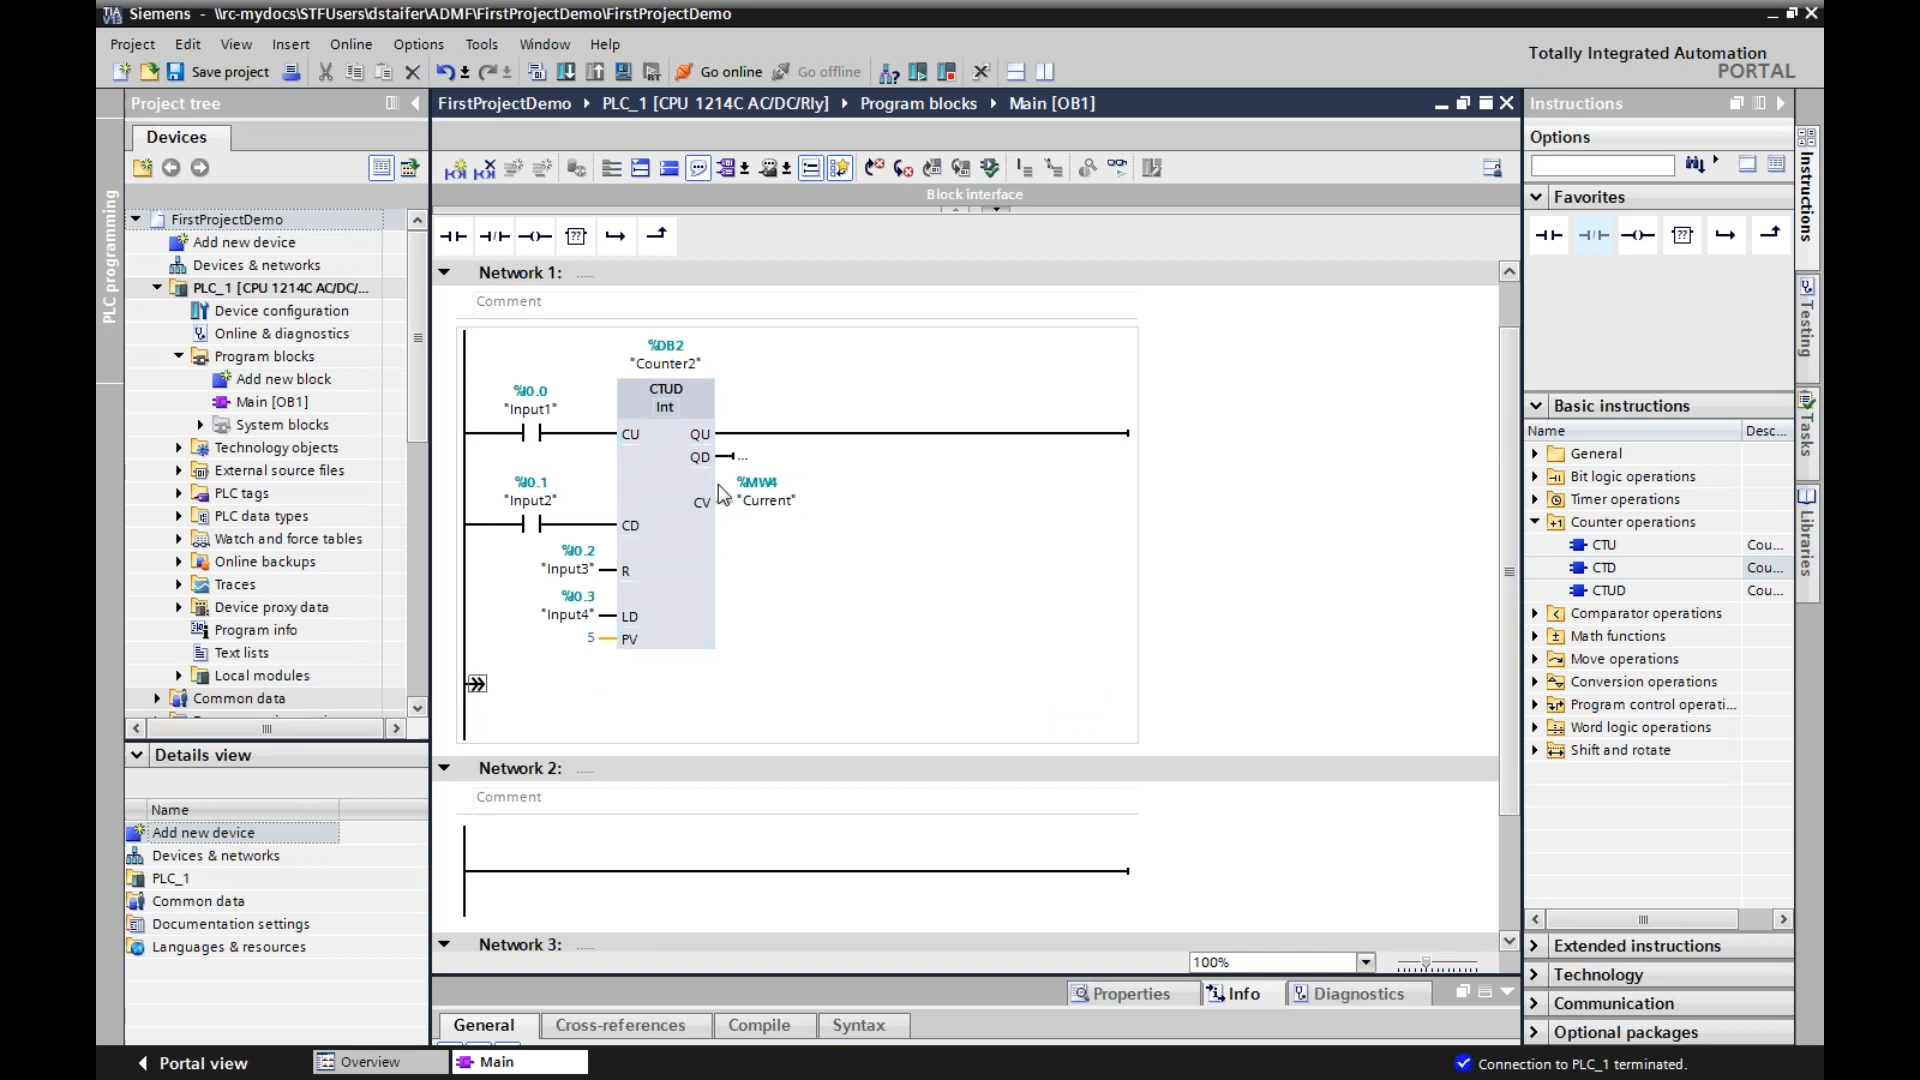 Siemens - \\rc-mydocs\STFUsers\dstaifer\ADMF\FirstProjectDemo\FirstProjectDemo
Project Edit View Insert Online Options Tools Window Help
Totally Integrated Automation
PORTAL
Save project Go online Go offline
Project tree
FirstProjectDemo PLC_1 [CPU 1214C AC/DC/Rly] Program blocks Main [OB1]
Instructions
Devices
Options
PLC programming
Block interface
Favorites
FirstProjectDemo
Add new device
Devices & networks
PLC_1 [CPU 1214C AC/DC/...
Device configuration
Online & diagnostics
Program blocks
Add new block
Main [OB1]
System blocks
Technology objects
External source files
PLC tags
PLC data types
Watch and force tables
Online backups
Traces
Device proxy data
Program info
Text lists
Local modules
Common data
Details view
Name
Add new device
Devices & networks
PLC_1
Common data
Documentation settings
Languages & resources
Network 1: .....
Comment
%DB2
"Counter2"
CTUD
Int
%I0.0
"Input1"
CU QU
QD ...
%I0.1
"Input2"
%MW4
CV "Current"
CD
%I0.2
"Input3" R
%I0.3
"Input4" LD
5 PV
Network 2: .....
Comment
Network 3: .....
100%
Properties Info Diagnostics
General Cross-references Compile Syntax
Basic instructions
Name Desc...
General
Bit logic operations
Timer operations
Counter operations
CTU Cou...
CTD Cou...
CTUD Cou...
Comparator operations
Math functions
Move operations
Conversion operations
Program control operati...
Word logic operations
Shift and rotate
Extended instructions
Technology
Communication
Optional packages
Instructions
Testing
Tasks
Libraries
Portal view Overview Main
Connection to PLC_1 terminated.